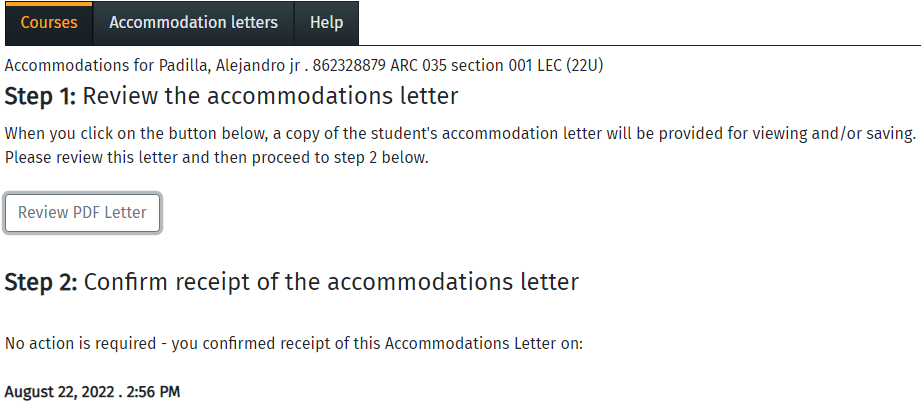 Courses Accommodation letters Help
Accommodations for Padilla, Alejandro jr . 862328879 ARC 035 section 001 LEC (22U)
Step 1: Review the accommodations letter
When you click on the button below, a copy of the student's accommodation letter will be provided for viewing and/or saving.
Please review this letter and then proceed to step 2 below.
Review PDF Letter
Step 2: Confirm receipt of the accommodations letter
No action is required - you confirmed receipt of this Accommodations Letter on:
August 22, 2022 . 2:56 PM